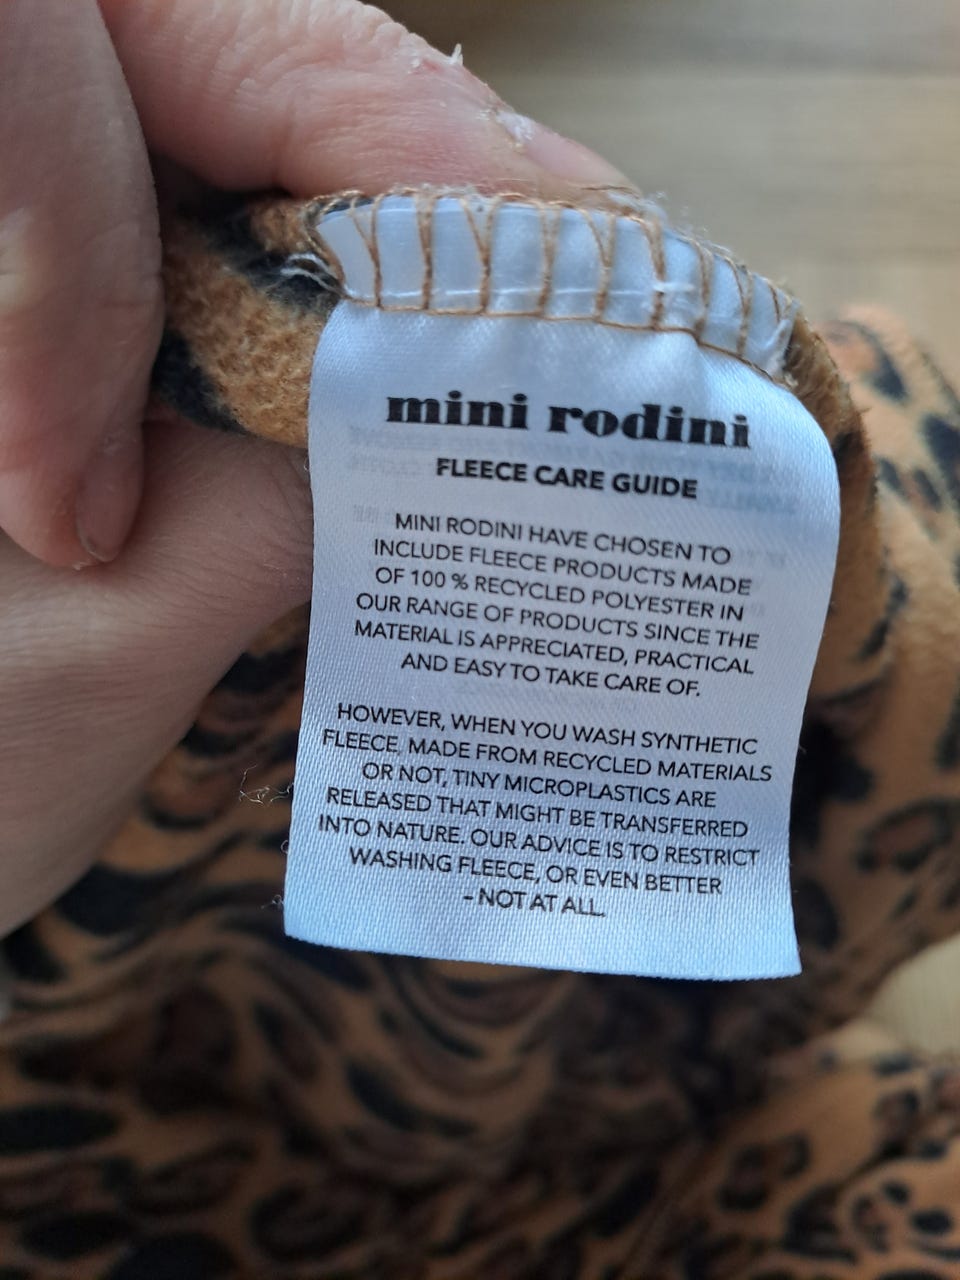 mini rodini
FLEECE CARE GUIDE
MINI RODINI HAVE CHOSEN TO
INCLUDE FLEECE PRODUCTS MADE
OF 100 % RECYCLED POLYESTER IN
OUR RANGE OF PRODUCTS SINCE THE
MATERIAL IS APPRECIATED, PRACTICAL
AND EASY TO TAKE CARE OF.
HOWEVER, WHEN YOU WASH SYNTHETIC
FLEECE, MADE FROM RECYCLED MATERIALS
OR NOT, TINY MICROPLASTICS ARE
RELEASED THAT MIGHT BE TRANSFERRED
INTO NATURE. OUR ADVICE IS TO RESTRICT
WASHING FLEECE, OR EVEN BETTER
– NOT AT ALL.